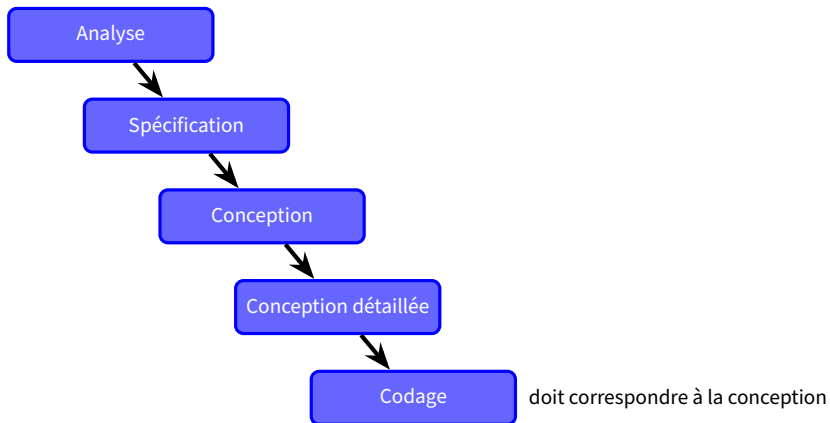 Analyse
Spécification
Conception
Conception détaillée
Codage doit correspondre à la conception